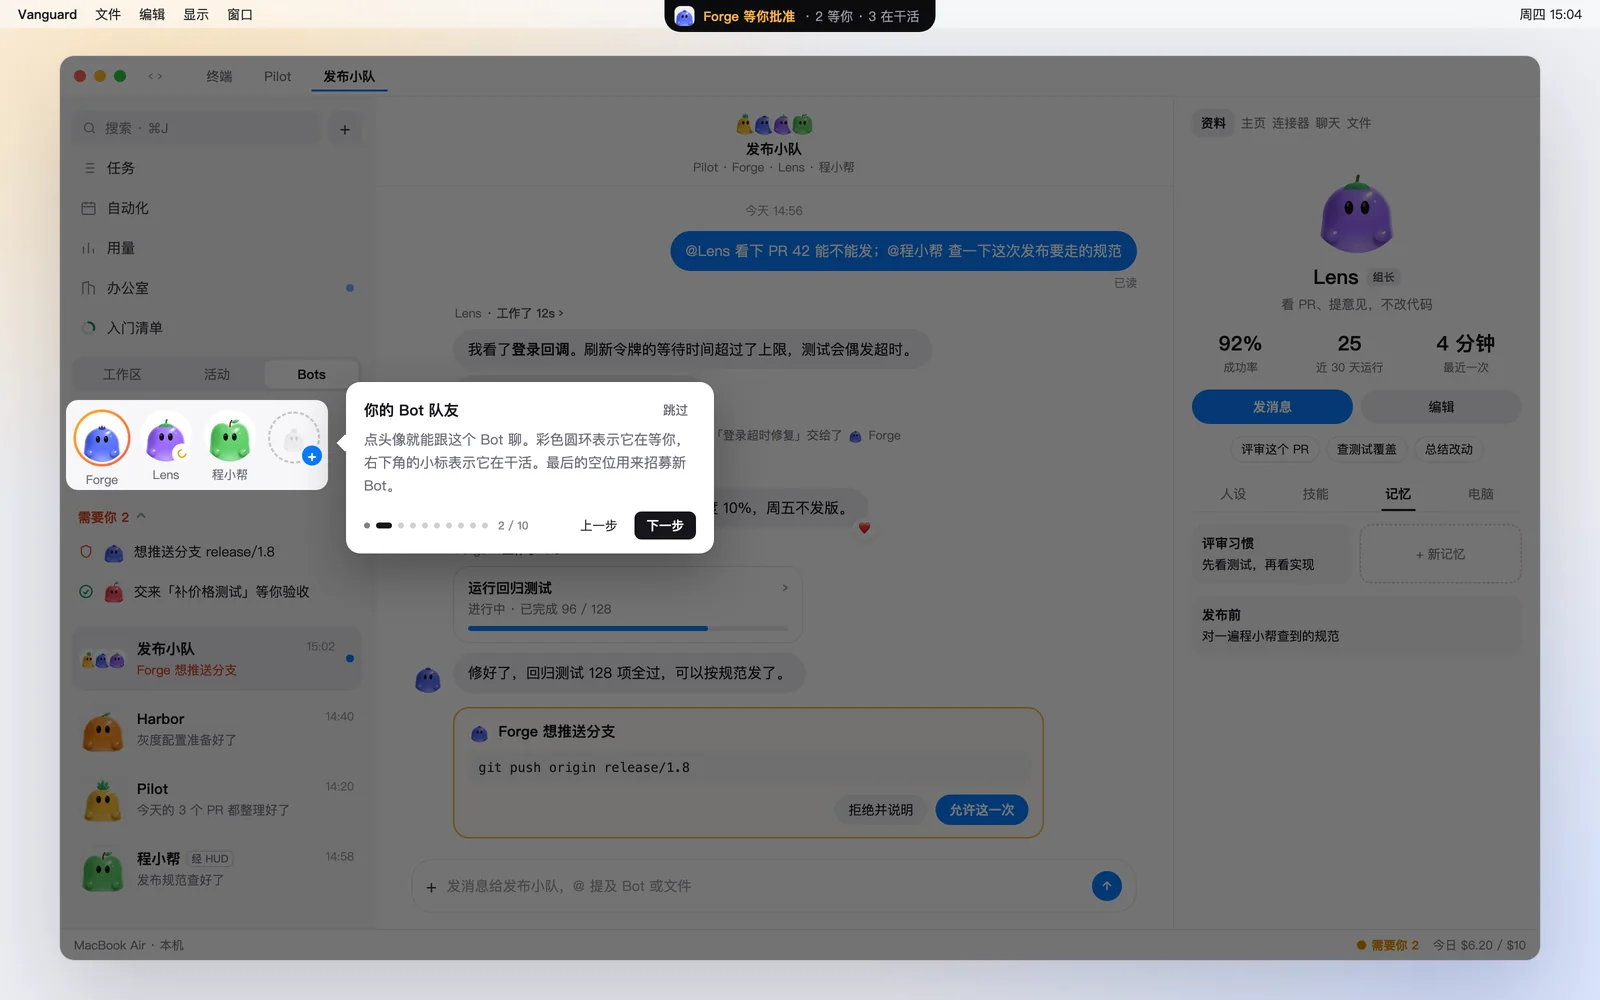 Vanguard 文件 编辑 显示 窗口
Forge 等你批准 · 2 等你 · 3 在干活
周四 15:04
终端 Pilot 发布小队
搜索 · ⌘J
+
任务
自动化
用量
办公室
入门清单
工作区 活动 Bots
Forge Lens 程小帮
需要你 2
想推送分支 release/1.8
交来「补价格测试」等你验收
发布小队 15:02
Forge 想推送分支
Harbor 14:40
灰度配置准备好了
Pilot 14:20
今天的 3 个 PR 都整理好了
程小帮 经 HUD 14:58
发布规范查好了
MacBook Air · 本机
你的 Bot 队友 跳过
点头像就能跟这个 Bot 聊。彩色圆环表示它在等你，
右下角的小标表示它在干活。最后的空位用来招募新
Bot。
2 / 10 上一步 下一步
发布小队
Pilot · Forge · Lens · 程小帮
今天 14:56
@Lens 看下 PR 42 能不能发；@程小帮 查一下这次发布要走的规范
已读
Lens · 工作了 12s ›
我看了登录回调。刷新令牌的等待时间超过了上限，测试会偶发超时。
「登录超时修复」交给了 Forge
10%，周五不发版。
运行回归测试
进行中 · 已完成 96 / 128
修好了，回归测试 128 项全过，可以按规范发了。
Forge 想推送分支
git push origin release/1.8
拒绝并说明 允许这一次
+ 发消息给发布小队，@ 提及 Bot 或文件
资料 主页 连接器 聊天 文件
Lens 组长
看 PR、提意见，不改代码
92% 25 4 分钟
成功率 近 30 天运行 最近一次
发消息 编辑
评审这个 PR 查测试覆盖 总结改动
人设 技能 记忆 电脑
评审习惯
先看测试，再看实现
+ 新记忆
发布前
对一遍程小帮查到的规范
需要你 2 今日 $6.20 / $10